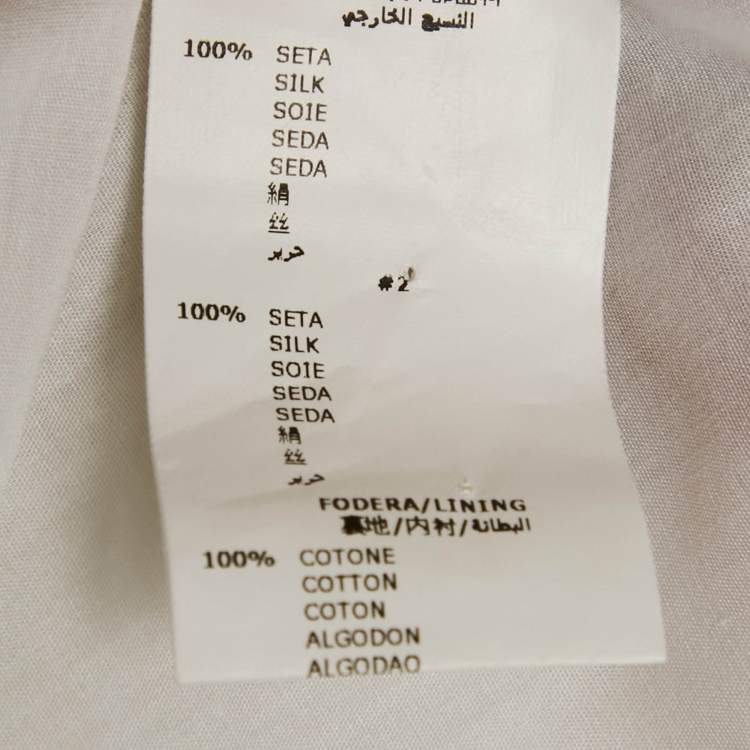 النسيج الخارجي
100% SETA
SILK
SOIE
SEDA
SEDA
絹
丝
حرير
#2
100% SETA
SILK
SOIE
SEDA
SEDA
絹
丝
حرير
FODERA/LINING
裏地/内衬/البطانة
100% COTONE
COTTON
COTON
ALGODON
ALGODAO